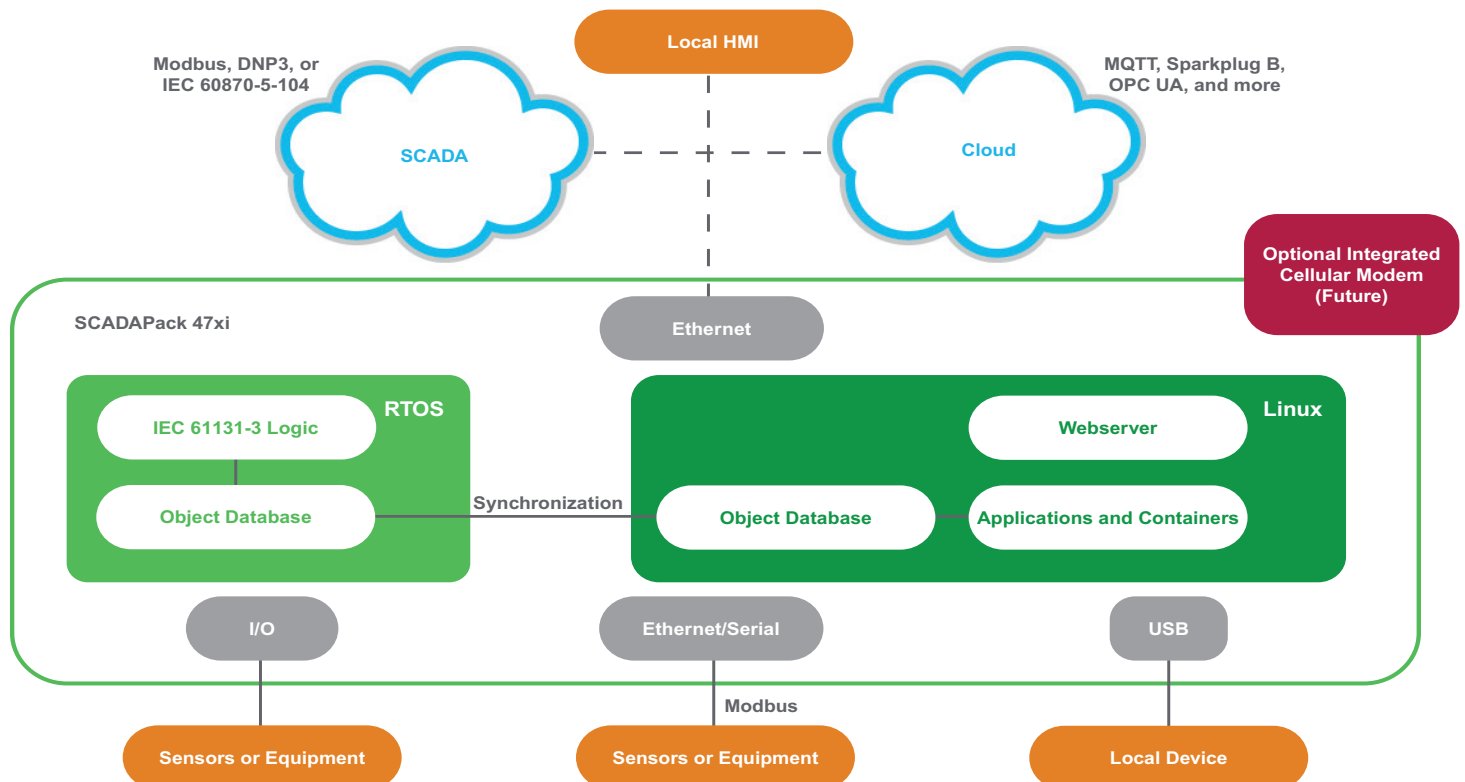 Local HMI
Modbus, DNP3, or
IEC 60870-5-104
MQTT, Sparkplug B,
OPC UA, and more
SCADA
Cloud
Optional Integrated
Cellular Modem
(Future)
SCADAPack 47xi
Ethernet
RTOS
Linux
IEC 61131-3 Logic
Webserver
Object Database
Synchronization
Object Database
Applications and Containers
I/O
Ethernet/Serial
USB
Modbus
Sensors or Equipment
Sensors or Equipment
Local Device